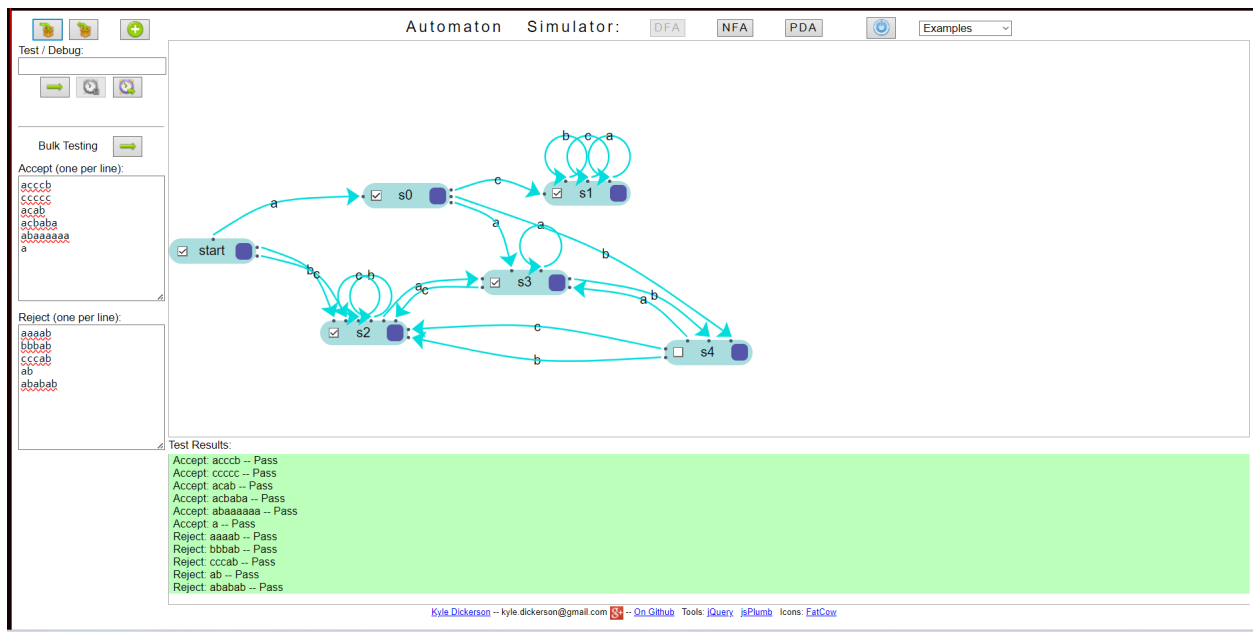 Automaton Simulator: DFA NFA PDA Examples
Test / Debug:
Bulk Testing
Accept (one per line):
acccb
ccccc
acab
acbaba
abaaaaaa
a
Reject (one per line):
aaaab
bbbab
cccab
ab
ababab
b c a
c s0 s1
a
a a
b
start
b c c b s3
a c a b
s2 c
s4
b
Test Results:
Accept: acccb -- Pass
Accept: ccccc -- Pass
Accept: acab -- Pass
Accept: acbaba -- Pass
Accept: abaaaaaa -- Pass
Accept: a -- Pass
Reject: aaaab -- Pass
Reject: bbbab -- Pass
Reject: cccab -- Pass
Reject: ab -- Pass
Reject: ababab -- Pass
Kyle Dickerson -- kyle.dickerson@gmail.com g+ -- On Github Tools: jQuery jsPlumb Icons: FatCow